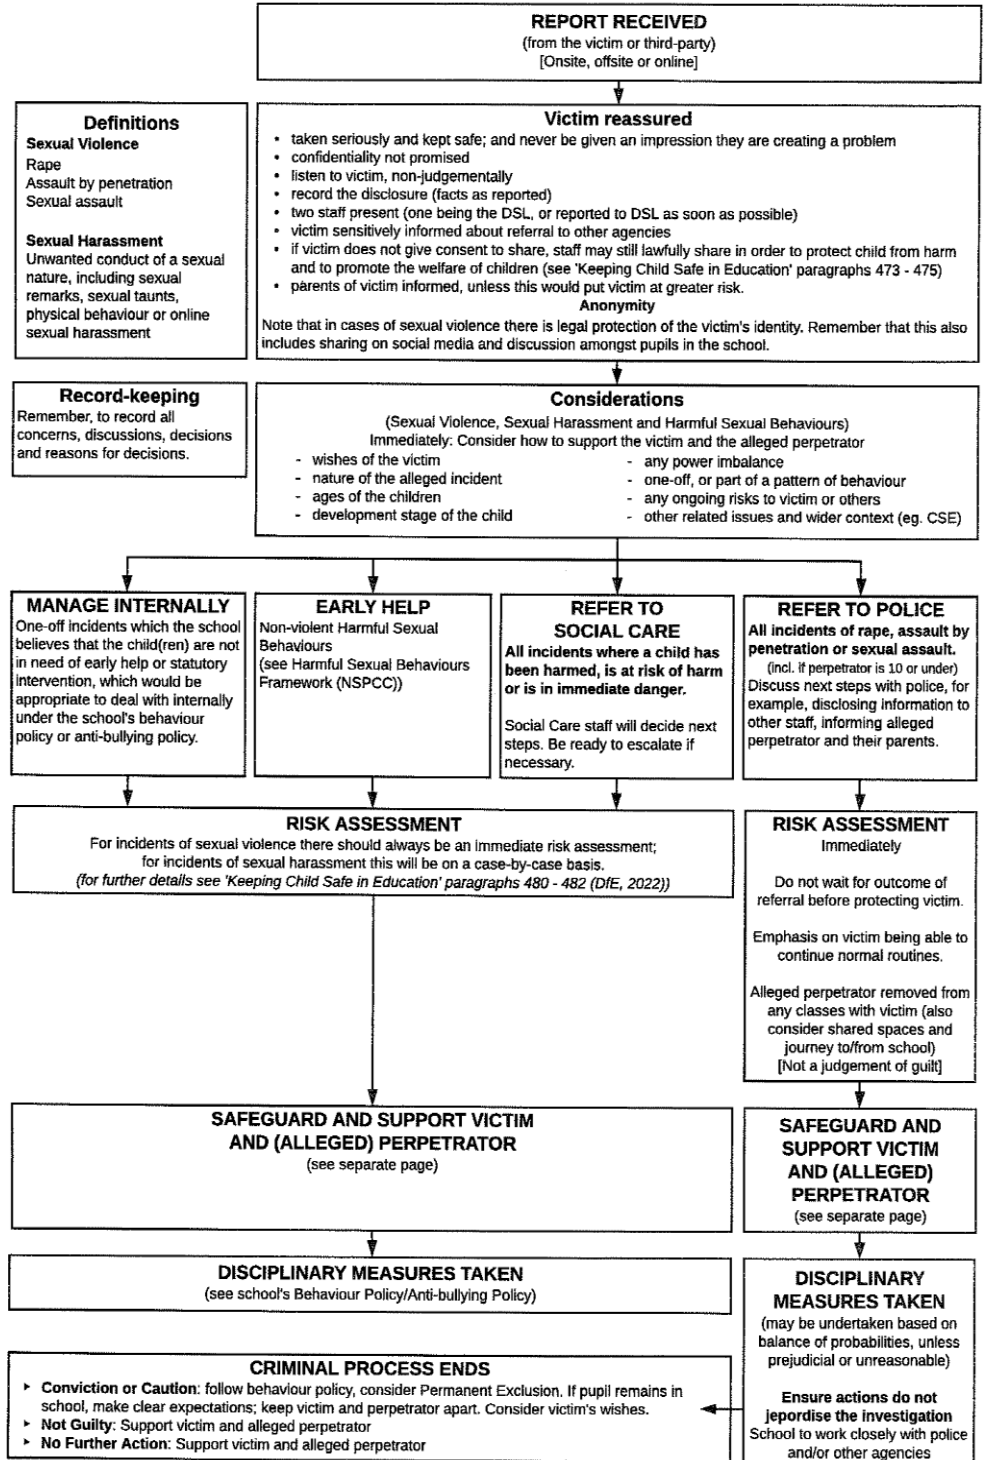 REPORT RECEIVED
(from the victim or third-party)
[Onsite, offsite or online]
Definitions
Sexual Violence
Rape
Assault by penetration
Sexual assault
Sexual Harassment
Unwanted conduct of a sexual
nature, including sexual
remarks, sexual taunts,
physical behaviour or online
sexual harassment
Victim reassured
• taken seriously and kept safe; and never be given an impression they are creating a problem
• confidentiality not promised
• listen to victim, non-judgementally
• record the disclosure (facts as reported)
• two staff present (one being the DSL, or reported to DSL as soon as possible)
• victim sensitively informed about referral to other agencies
• if victim does not give consent to share, staff may still lawfully share in order to protect child from harm
and to promote the welfare of children (see 'Keeping Child Safe in Education' paragraphs 473 - 475)
• parents of victim informed, unless this would put victim at greater risk.
Anonymity
Note that in cases of sexual violence there is legal protection of the victim's identity. Remember that this also
includes sharing on social media and discussion amongst pupils in the school.
Record-keeping
Remember, to record all
concerns, discussions, decisions
and reasons for decisions.
Considerations
(Sexual Violence, Sexual Harassment and Harmful Sexual Behaviours)
Immediately: Consider how to support the victim and the alleged perpetrator
- wishes of the victim
- nature of the alleged incident
- ages of the children
- development stage of the child
- any power imbalance
- one-off, or part of a pattern of behaviour
- any ongoing risks to victim or others
- other related issues and wider context (eg. CSE)
MANAGE INTERNALLY
One-off incidents which the school
believes that the child(ren) are not
in need of early help or statutory
intervention, which would be
appropriate to deal with internally
under the school's behaviour
policy or anti-bullying policy.
EARLY HELP
Non-violent Harmful Sexual
Behaviours
(see Harmful Sexual Behaviours
Framework (NSPCC))
REFER TO
SOCIAL CARE
All incidents where a child has
been harmed, is at risk of harm
or is in immediate danger.
Social Care staff will decide next
steps. Be ready to escalate if
necessary.
REFER TO POLICE
All incidents of rape, assault by
penetration or sexual assault.
(incl. if perpetrator is 10 or under)
Discuss next steps with police, for
example, disclosing information to
other staff, informing alleged
perpetrator and their parents.
RISK ASSESSMENT
For incidents of sexual violence there should always be an immediate risk assessment;
for incidents of sexual harassment this will be on a case-by-case basis.
(for further details see 'Keeping Child Safe in Education' paragraphs 480 - 482 (DfE, 2022))
RISK ASSESSMENT
Immediately
Do not wait for outcome of
referral before protecting victim.
Emphasis on victim being able to
continue normal routines.
Alleged perpetrator removed from
any classes with victim (also
consider shared spaces and
journey to/from school)
[Not a judgement of guilt]
SAFEGUARD AND SUPPORT VICTIM
AND (ALLEGED) PERPETRATOR
(see separate page)
SAFEGUARD AND
SUPPORT VICTIM
AND (ALLEGED)
PERPETRATOR
(see separate page)
DISCIPLINARY MEASURES TAKEN
(see school's Behaviour Policy/Anti-bullying Policy)
DISCIPLINARY
MEASURES TAKEN
(may be undertaken based on
balance of probabilities, unless
prejudicial or unreasonable)
Ensure actions do not
jepordise the investigation
School to work closely with police
and/or other agencies
CRIMINAL PROCESS ENDS
‣ Conviction or Caution: follow behaviour policy, consider Permanent Exclusion. If pupil remains in
school, make clear expectations; keep victim and perpetrator apart. Consider victim's wishes.
‣ Not Guilty: Support victim and alleged perpetrator
‣ No Further Action: Support victim and alleged perpetrator